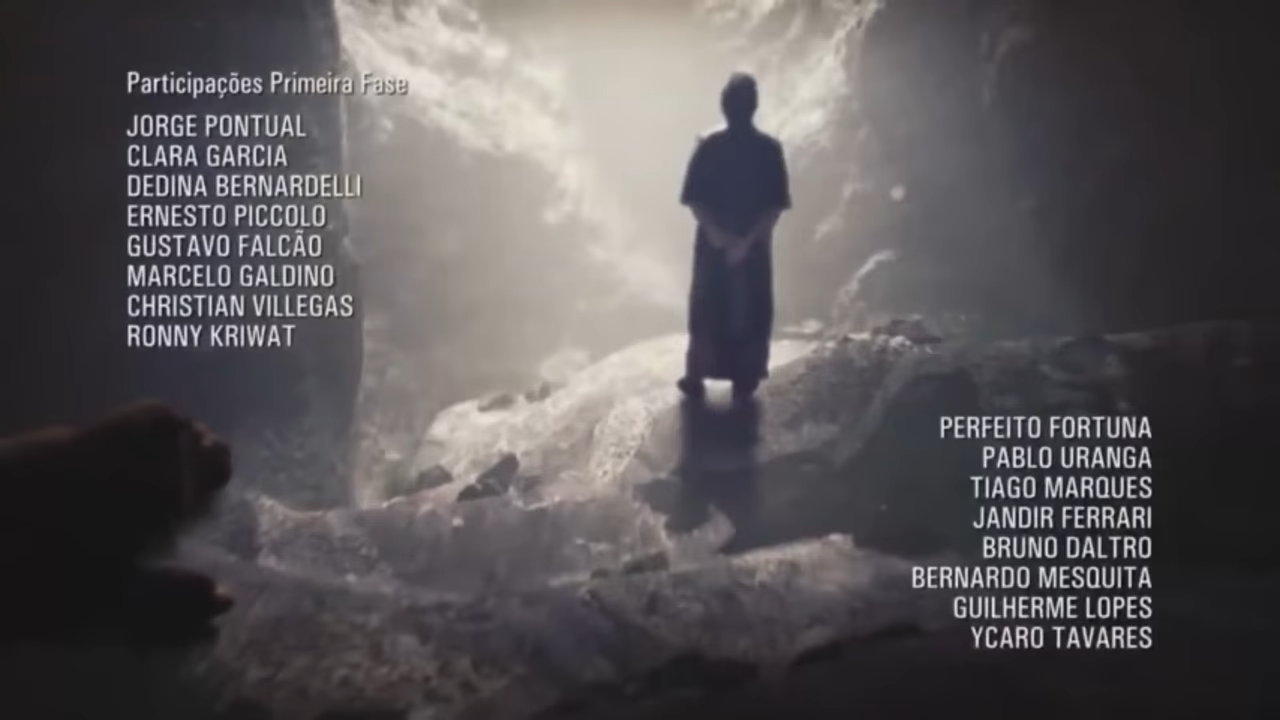 Participações Primeira Fase
JORGE PONTUAL
CLARA GARCIA
DEDINA BERNARDELLI
ERNESTO PICCOLO
GUSTAVO FALCÃO
MARCELO GALDINO
CHRISTIAN VILLEGAS
RONNY KRIWAT
PERFEITO FORTUNA
PABLO URANGA
TIAGO MARQUES
JANDIR FERRARI
BRUNO DALTRO
BERNARDO MESQUITA
GUILHERME LOPES
YCARO TAVARES